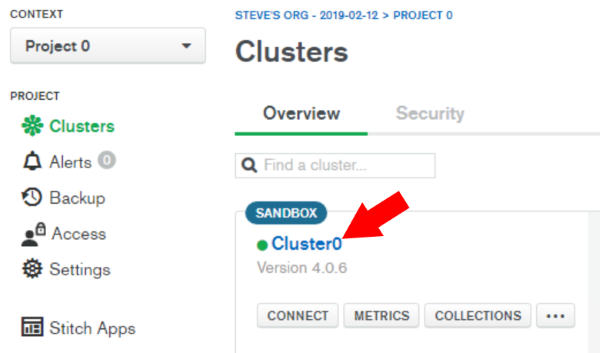 CONTEXT
Project 0
PROJECT
Clusters
Alerts 0
Backup
Access
Settings
Stitch Apps
STEVE'S ORG - 2019-02-12 > PROJECT 0
Clusters
Overview Security
Find a cluster...
SANDBOX
Cluster0
Version 4.0.6
CONNECT METRICS COLLECTIONS ...